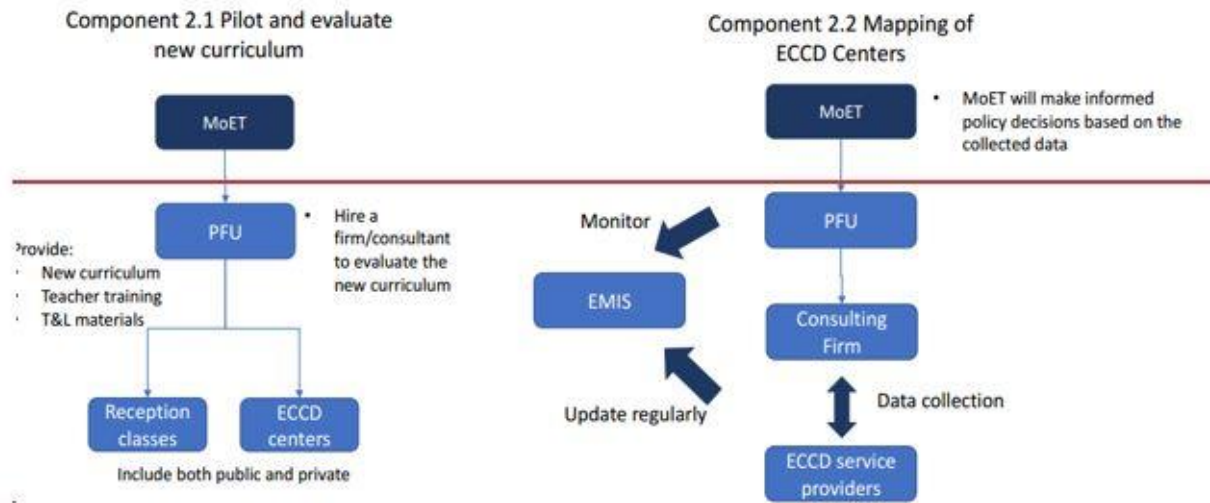 Component 2.1 Pilot and evaluate
new curriculum
MoET
PFU
• Hire a
firm/consultant
to evaluate the
new curriculum
Provide:
· New curriculum
· Teacher training
· T&L materials
Reception
classes
ECCD
centers
Include both public and private
Component 2.2 Mapping of
ECCD Centers
MoET
• MoET will make informed
policy decisions based on the
collected data
Monitor
PFU
EMIS
Consulting
Firm
Update regularly
Data collection
ECCD service
providers